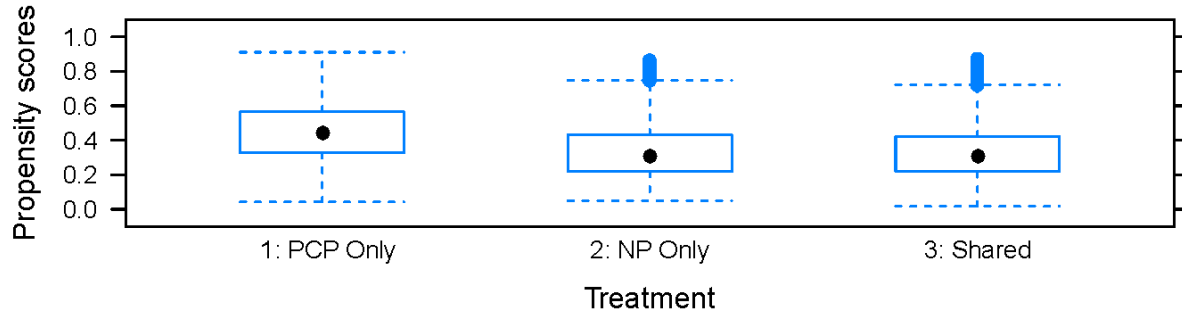 Propensity scores
1.0
0.8
0.6
0.4
0.2
0.0
1: PCP Only
2: NP Only
3: Shared
Treatment